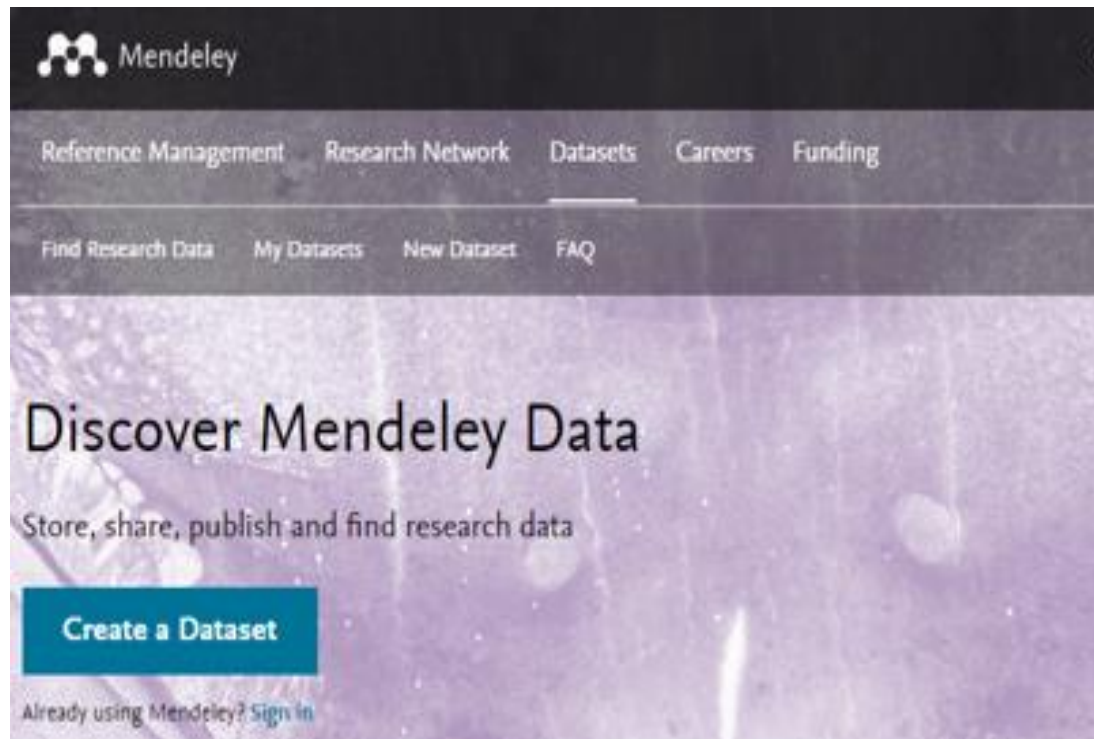 Mendeley
Reference Management Research Network Datasets Careers Funding
Find Research Data My Datasets New Dataset FAQ
Discover Mendeley Data
Store, share, publish and find research data
Create a Dataset
Already using Mendeley? Sign in